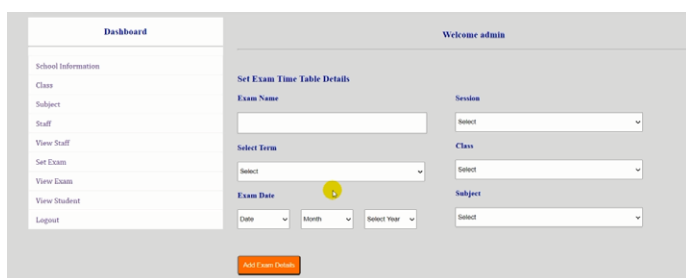 Dashboard
Welcome admin
School Information
Class
Subject
Staff
View Staff
Set Exam
View Exam
View Student
Logout
Set Exam Time Table Details
Exam Name
Session
Select
Select Term
Class
Select
Select
Exam Date
Subject
Date
Month
Select Year
Select
Add Exam Details